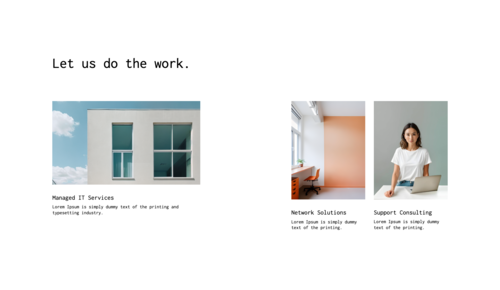 Let us do the work.
Managed IT Services
Lorem Ipsum is simply dummy text of the printing and
typesetting industry.
Network Solutions
Lorem Ipsum is simply dummy
text of the printing.
Support Consulting
Lorem Ipsum is simply dummy
text of the printing.